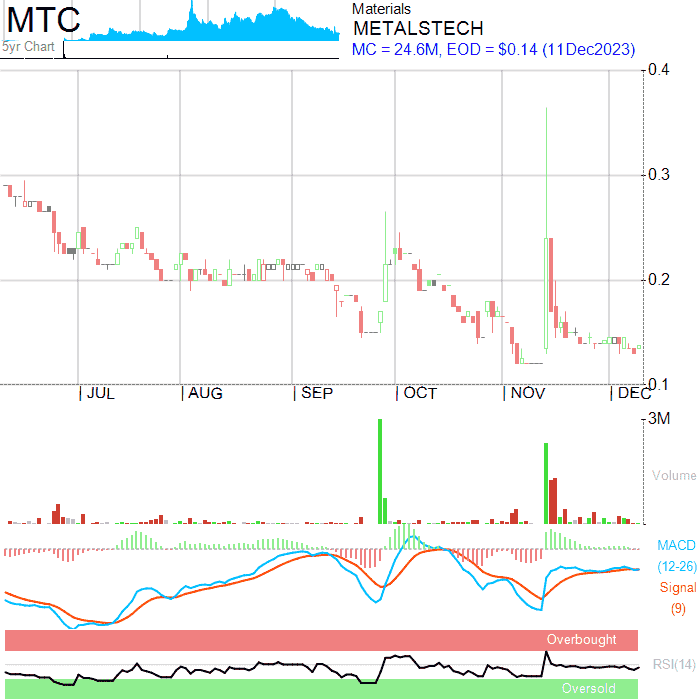 MTC
5yr Chart
Materials
METALSTECH
MC = 24.6M, EOD = $0.14 (11Dec2023)
0.4
0.3
0.2
0.1
JUL AUG SEP OCT NOV DEC
3M
Volume
MACD
(12-26)
Signal
(9)
Overbought
RSI(14)
Oversold